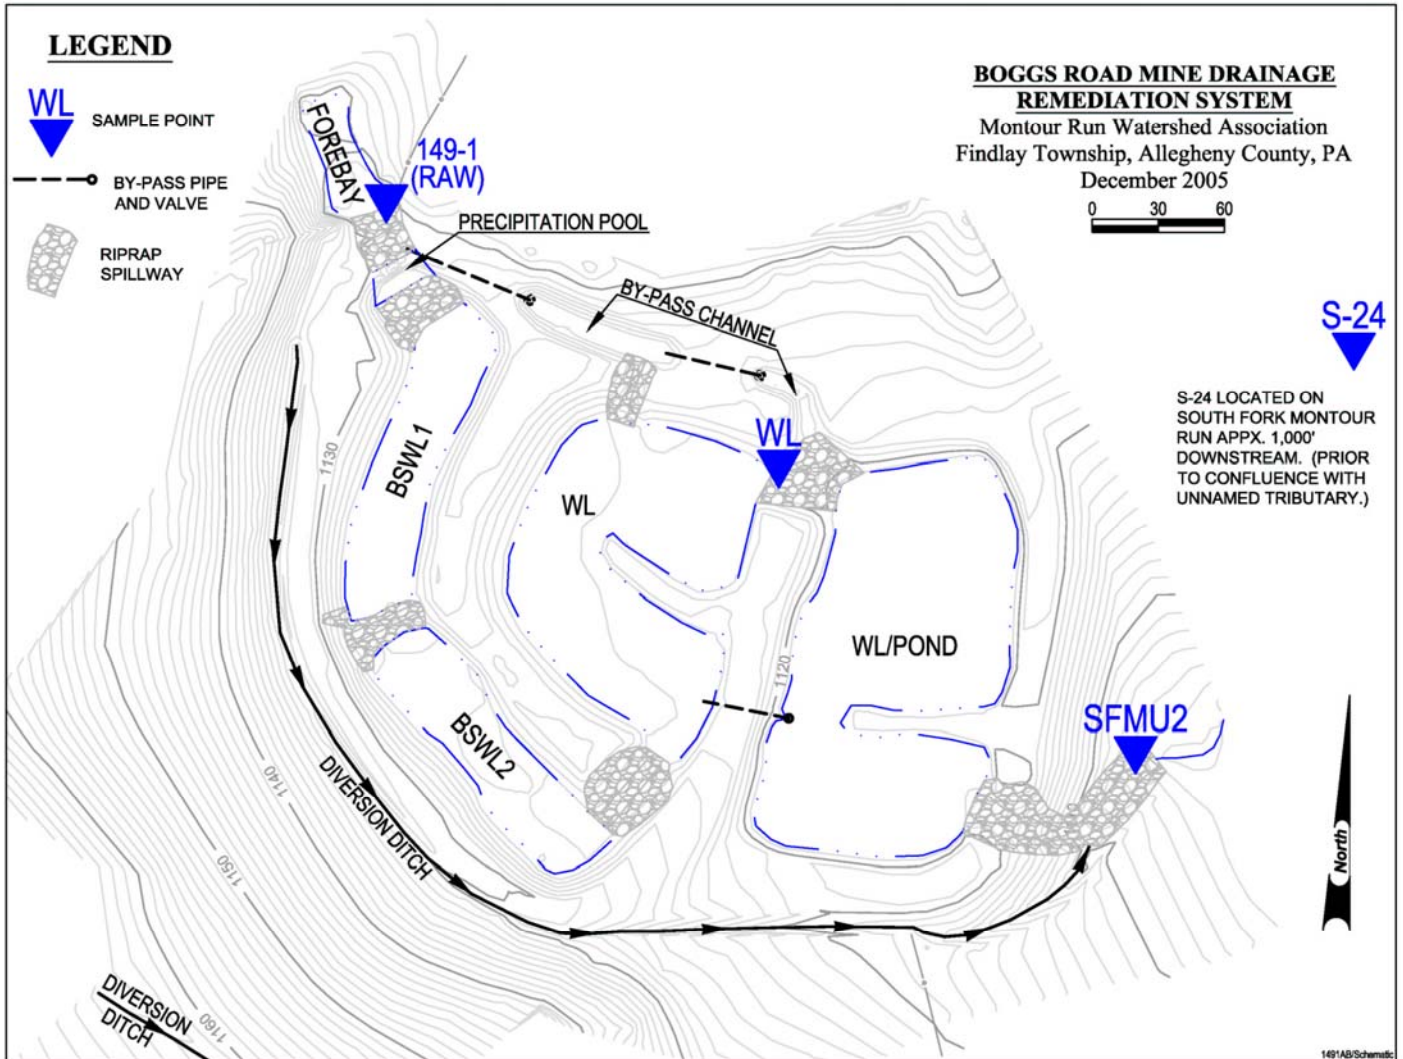 LEGEND
WL
SAMPLE POINT
BY-PASS PIPE
AND VALVE
RIPRAP
SPILLWAY
BOGGS ROAD MINE DRAINAGE
REMEDIATION SYSTEM
Montour Run Watershed Association
Findlay Township, Allegheny County, PA
December 2005
0 30 60
FOREBAY
149-1
(RAW)
PRECIPITATION POOL
BY-PASS CHANNEL
S-24
S-24 LOCATED ON
SOUTH FORK MONTOUR
RUN APPX. 1,000'
DOWNSTREAM. (PRIOR
TO CONFLUENCE WITH
UNNAMED TRIBUTARY.)
1130
BSWL1
WL
WL
WL/POND
1120
SFMU2
BSWL2
DIVERSION DITCH
1140
1150
1160
North
DIVERSION
DITCH
1491AB/Schematic